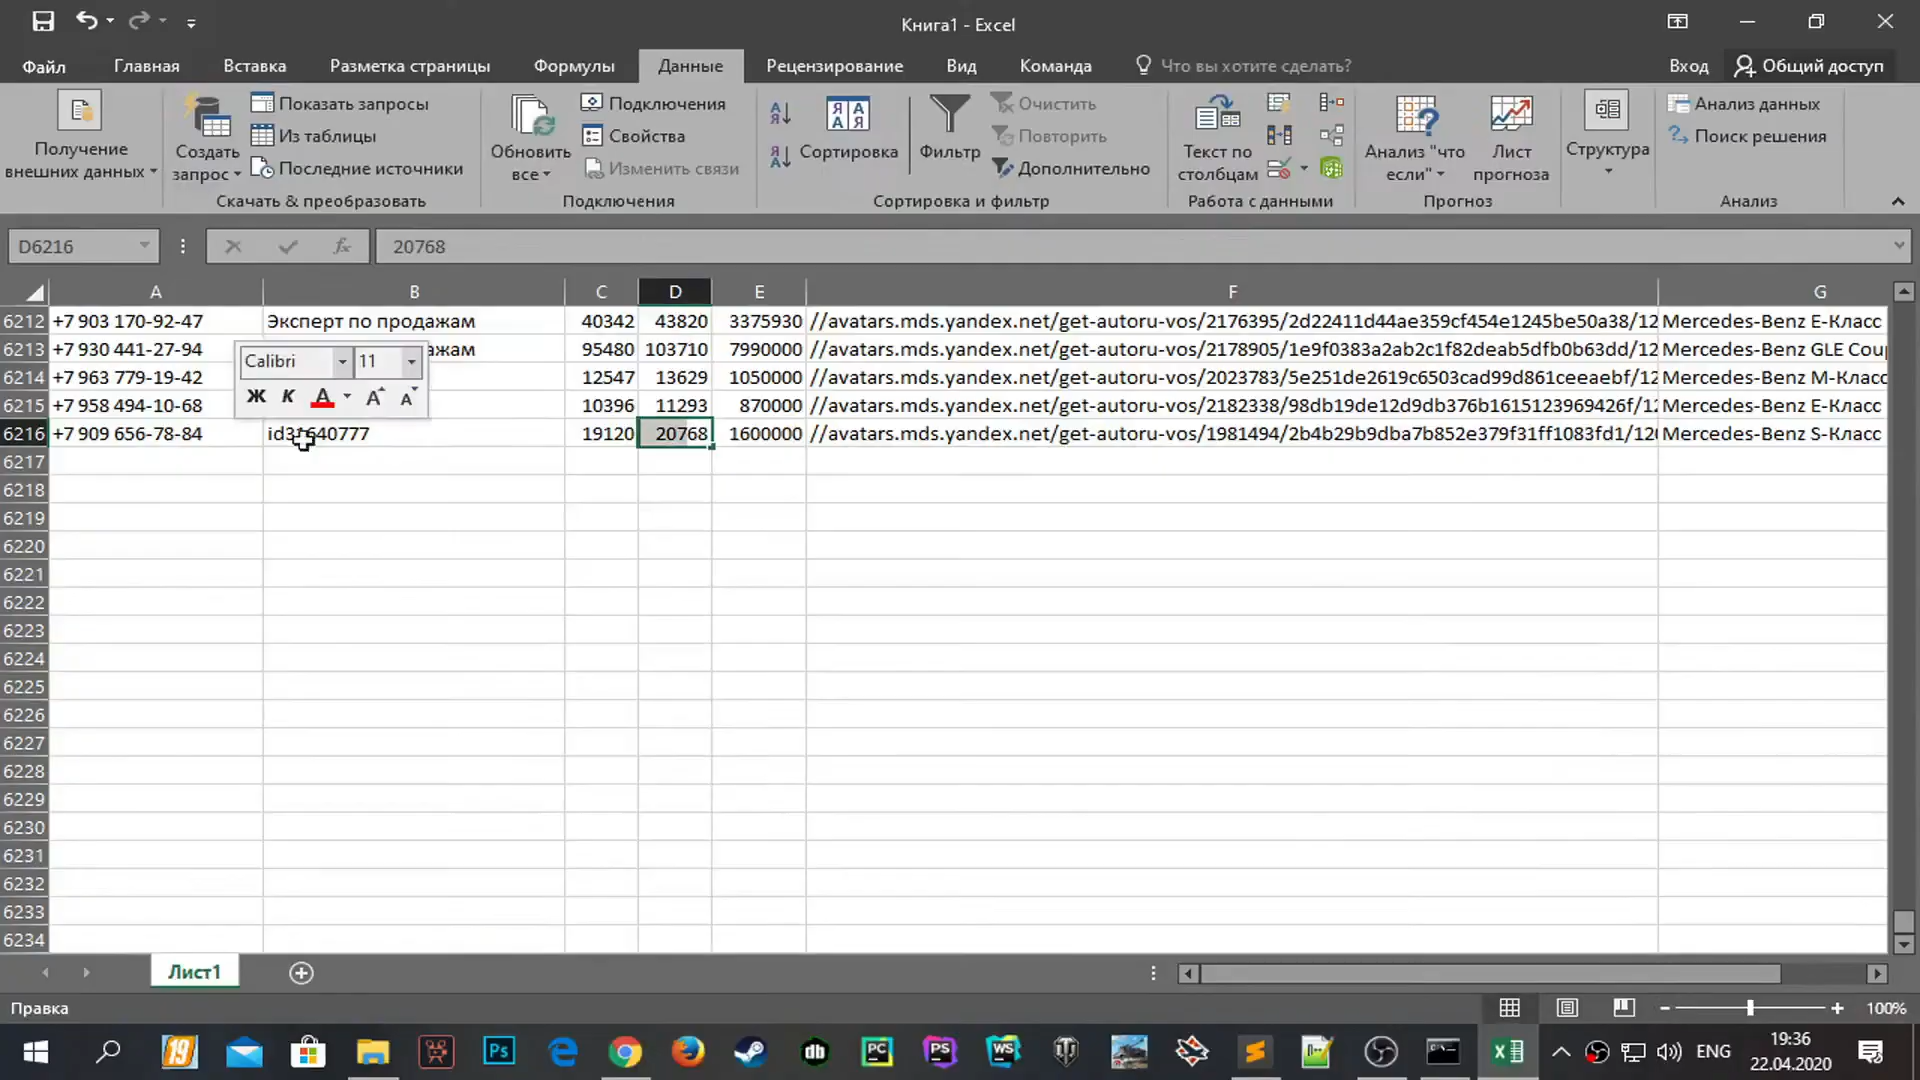 Книга1 - Excel
Файл Главная Вставка Разметка страницы Формулы Данные Рецензирование Вид Команда Что вы хотите сделать? Вход Общий доступ
Получение внешних данных
Создать запрос
Показать запросы
Из таблицы
Последние источники
Скачать & преобразовать
Обновить все
Подключения
Свойства
Изменить связи
Подключения
Сортировка
Фильтр
Очистить
Повторить
Дополнительно
Сортировка и фильтр
Текст по столбцам
Работа с данными
Анализ "что если"
Лист прогноза
Прогноз
Структура
Анализ данных
Поиск решения
Анализ
D6216 fx 20768
A B C D E F G
6212 +7 903 170-92-47 Эксперт по продажам 40342 43820 3375930 //avatars.mds.yandex.net/get-autoru-vos/2176395/2d22411d44ae359cf454e1245be50a38/12 Mercedes-Benz E-Класс
6213 +7 930 441-27-94 ажам 95480 103710 7990000 //avatars.mds.yandex.net/get-autoru-vos/2178905/1e9f0383a2ab2c1f82deab5dfb0b63dd/12 Mercedes-Benz GLE Coup
6214 +7 963 779-19-42 12547 13629 1050000 //avatars.mds.yandex.net/get-autoru-vos/2023783/5e251de2619c6503cad99d861ceeaebf/12 Mercedes-Benz M-Класс
6215 +7 958 494-10-68 10396 11293 870000 //avatars.mds.yandex.net/get-autoru-vos/2182338/98db19de12d9db376b1615123969426f/12 Mercedes-Benz E-Класс
6216 +7 909 656-78-84 id31640777 19120 20768 1600000 //avatars.mds.yandex.net/get-autoru-vos/1981494/2b4b29b9dba7b852e379f31ff1083fd1/120 Mercedes-Benz S-Класс
Calibri 11
Ж К A A A
6217
6218
6219
6220
6221
6222
6223
6224
6225
6226
6227
6228
6229
6230
6231
6232
6233
6234
Лист1
Правка 100%
19 Ps db PC PS WS ENG 19:36
22.04.2020